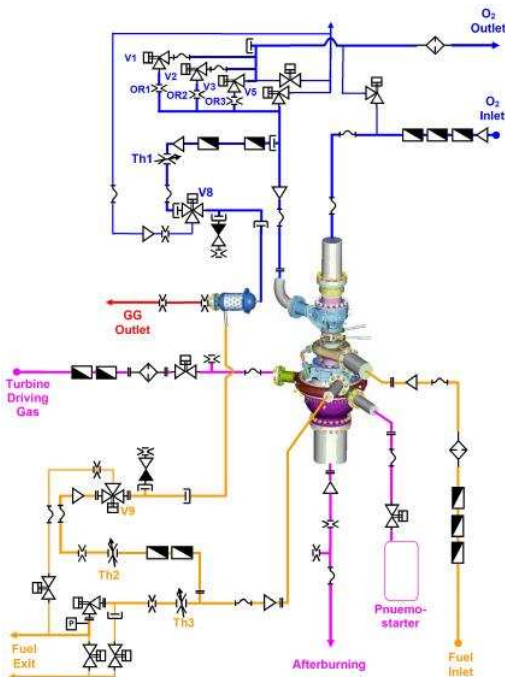 O2
Outlet
V1
V2
V3
V5
OR1
OR2
OR3
O2
Inlet
Th1
V8
GG
Outlet
Turbine
Driving
Gas
V9
Th2
Th3
P
Fuel
Exit
Afterburning
Pnuemo-
starter
Fuel
Inlet